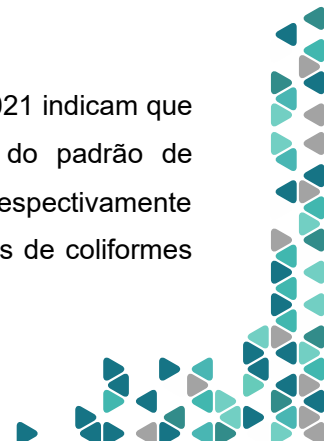 021 indicam que
do padrão de
espectivamente
s de coliformes